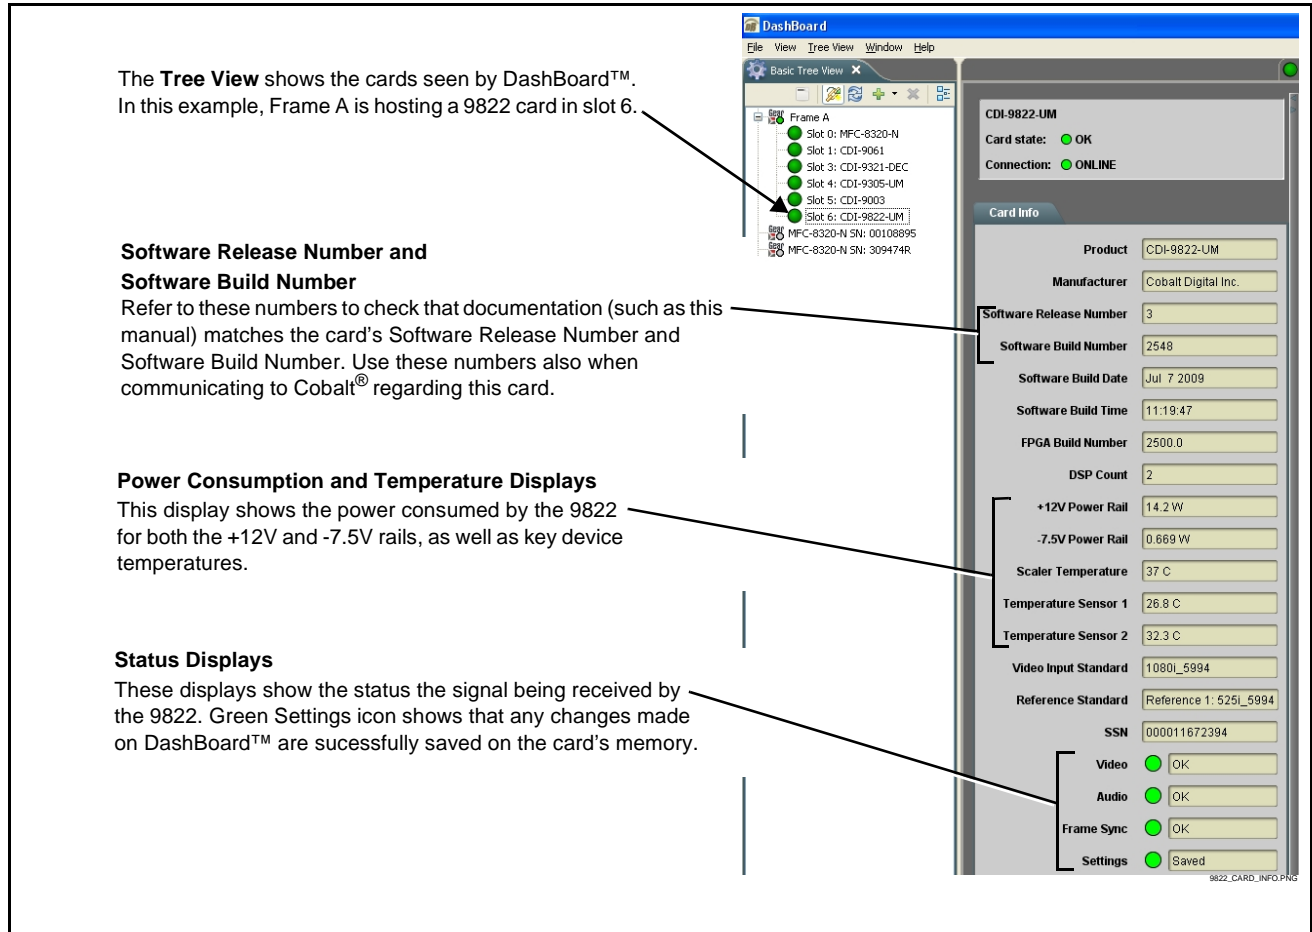 The Tree View shows the cards seen by DashBoard™.
In this example, Frame A is hosting a 9822 card in slot 6.
Software Release Number and
Software Build Number
Refer to these numbers to check that documentation (such as this
manual) matches the card's Software Release Number and
Software Build Number. Use these numbers also when
communicating to Cobalt® regarding this card.
Power Consumption and Temperature Displays
This display shows the power consumed by the 9822
for both the +12V and -7.5V rails, as well as key device
temperatures.
Status Displays
These displays show the status the signal being received by
the 9822. Green Settings icon shows that any changes made
on DashBoard™ are sucessfully saved on the card's memory.
DashBoard
File View Tree View Window Help
Basic Tree View
Frame A
Slot 0: MFC-8320-N
Slot 1: CDI-9061
Slot 3: CDI-9321-DEC
Slot 4: CDI-9305-UM
Slot 5: CDI-9003
Slot 6: CDI-9822-UM
MFC-8320-N SN: 00108895
MFC-8320-N SN: 309474R
CDI-9822-UM
Card state: OK
Connection: ONLINE
Card Info
Product CDI-9822-UM
Manufacturer Cobalt Digital Inc.
Software Release Number 3
Software Build Number 2548
Software Build Date Jul 7 2009
Software Build Time 11:19:47
FPGA Build Number 2500.0
DSP Count 2
+12V Power Rail 14.2 W
-7.5V Power Rail 0.669 W
Scaler Temperature 37 C
Temperature Sensor 1 26.8 C
Temperature Sensor 2 32.3 C
Video Input Standard 1080i_5994
Reference Standard Reference 1: 525i_5994
SSN 000011672394
Video OK
Audio OK
Frame Sync OK
Settings Saved
9822_CARD_INFO.PNG